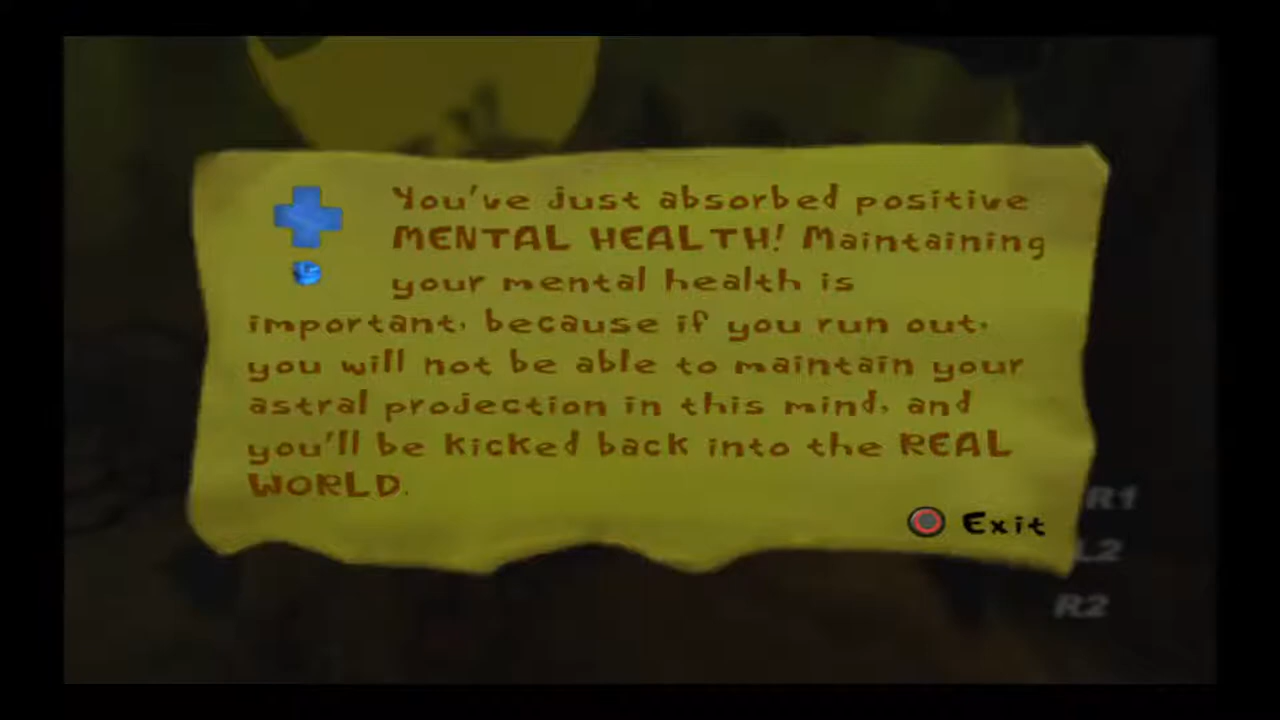 You've just absorbed positive
MENTAL HEALTH! Maintaining
your mental health is
important, because if you run out,
you will not be able to maintain your
astral projection in this mind, and
you'll be kicked back into the REAL
WORLD.
R1
Exit
L2
R2